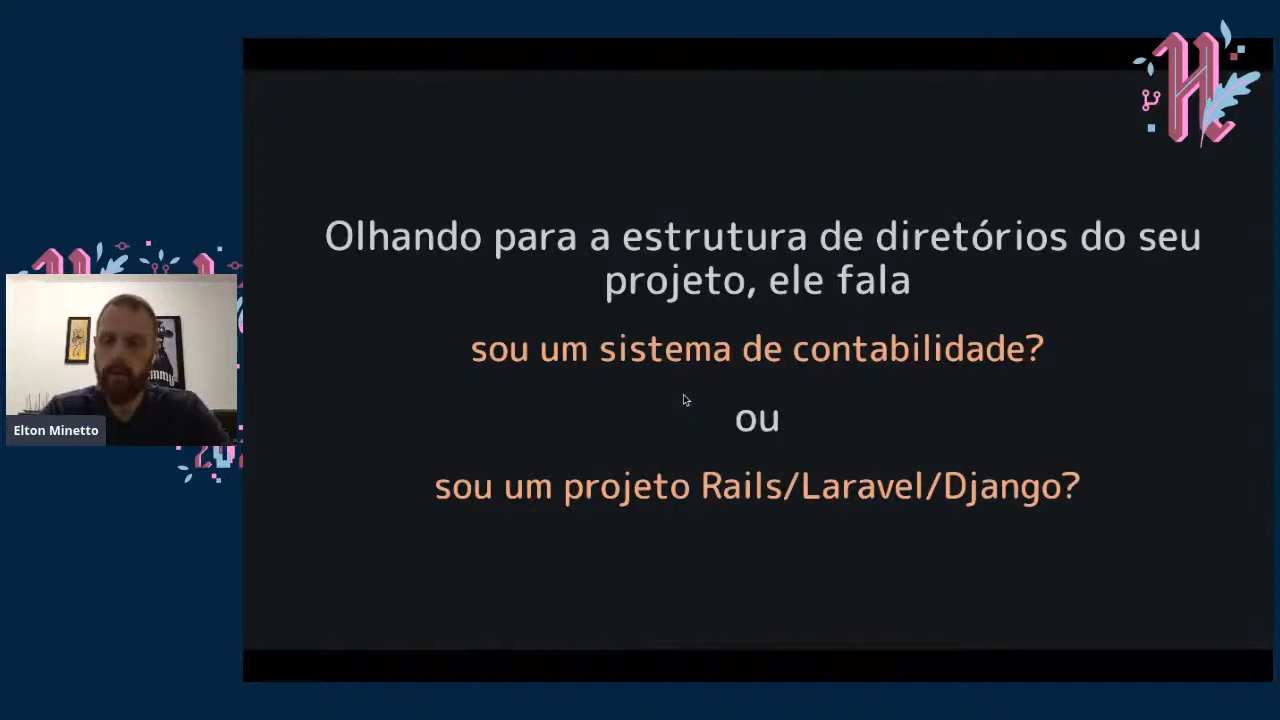 Olhando para a estrutura de diretórios do seu
projeto, ele fala
sou um sistema de contabilidade?
ou
sou um projeto Rails/Laravel/Django?
Elton Minetto